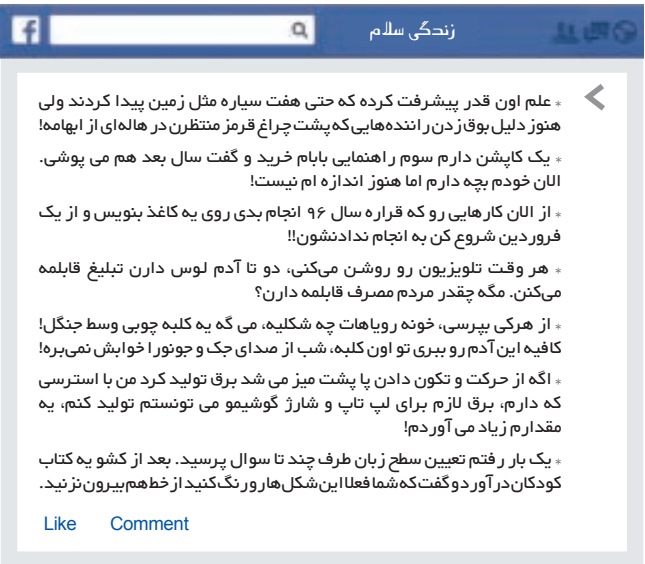 f
زندگی سلام
* علم اون قدر پیشرفت کرده که حتی هفت سیاره مثل زمین پیدا کردند ولی
هنوز دلیل بوق زدن راننده‌هایی که پشت چراغ قرمز منتظرن در هاله‌ای از ابهامه!
* یک کاپشن دارم سوم راهنمایی بابام خرید و گفت سال بعد هم می پوشی.
الان خودم بچه دارم اما هنوز اندازه ام نیست!
* از الان کارهایی رو که قراره سال ۹۶ انجام بدی روی یه کاغذ بنویس و از یک
فروردین شروع کن به انجام ندادنشون!!
* هر وقت تلویزیون رو روشن می‌کنی، دو تا آدم لوس دارن تبلیغ قابلمه
می‌کنن. مگه چقدر مردم مصرف قابلمه دارن؟
* از هرکی بپرسی، خونه رویاهات چه شکلیه، می گه یه کلبه چوبی وسط جنگل!
کافیه این آدم رو ببری تو اون کلبه، شب از صدای جک و جونور اخوابش نمی‌بره!
* اگه از حرکت و تکون دادن پا پشت میز می شد برق تولید کرد من با استرسی
که دارم، برق لازم برای لپ تاپ و شارژ گوشیمو می تونستم تولید کنم، یه
مقدارم زیاد می آوردم!
* یک بار رفتم تعیین سطح زبان طرف چند تا سوال پرسید. بعد از کشو یه کتاب
کودکان در آورد و گفت که شما فعلا این شکل‌ها رو رنگ کنید از خط هم بیرون نزنید.
Like Comment